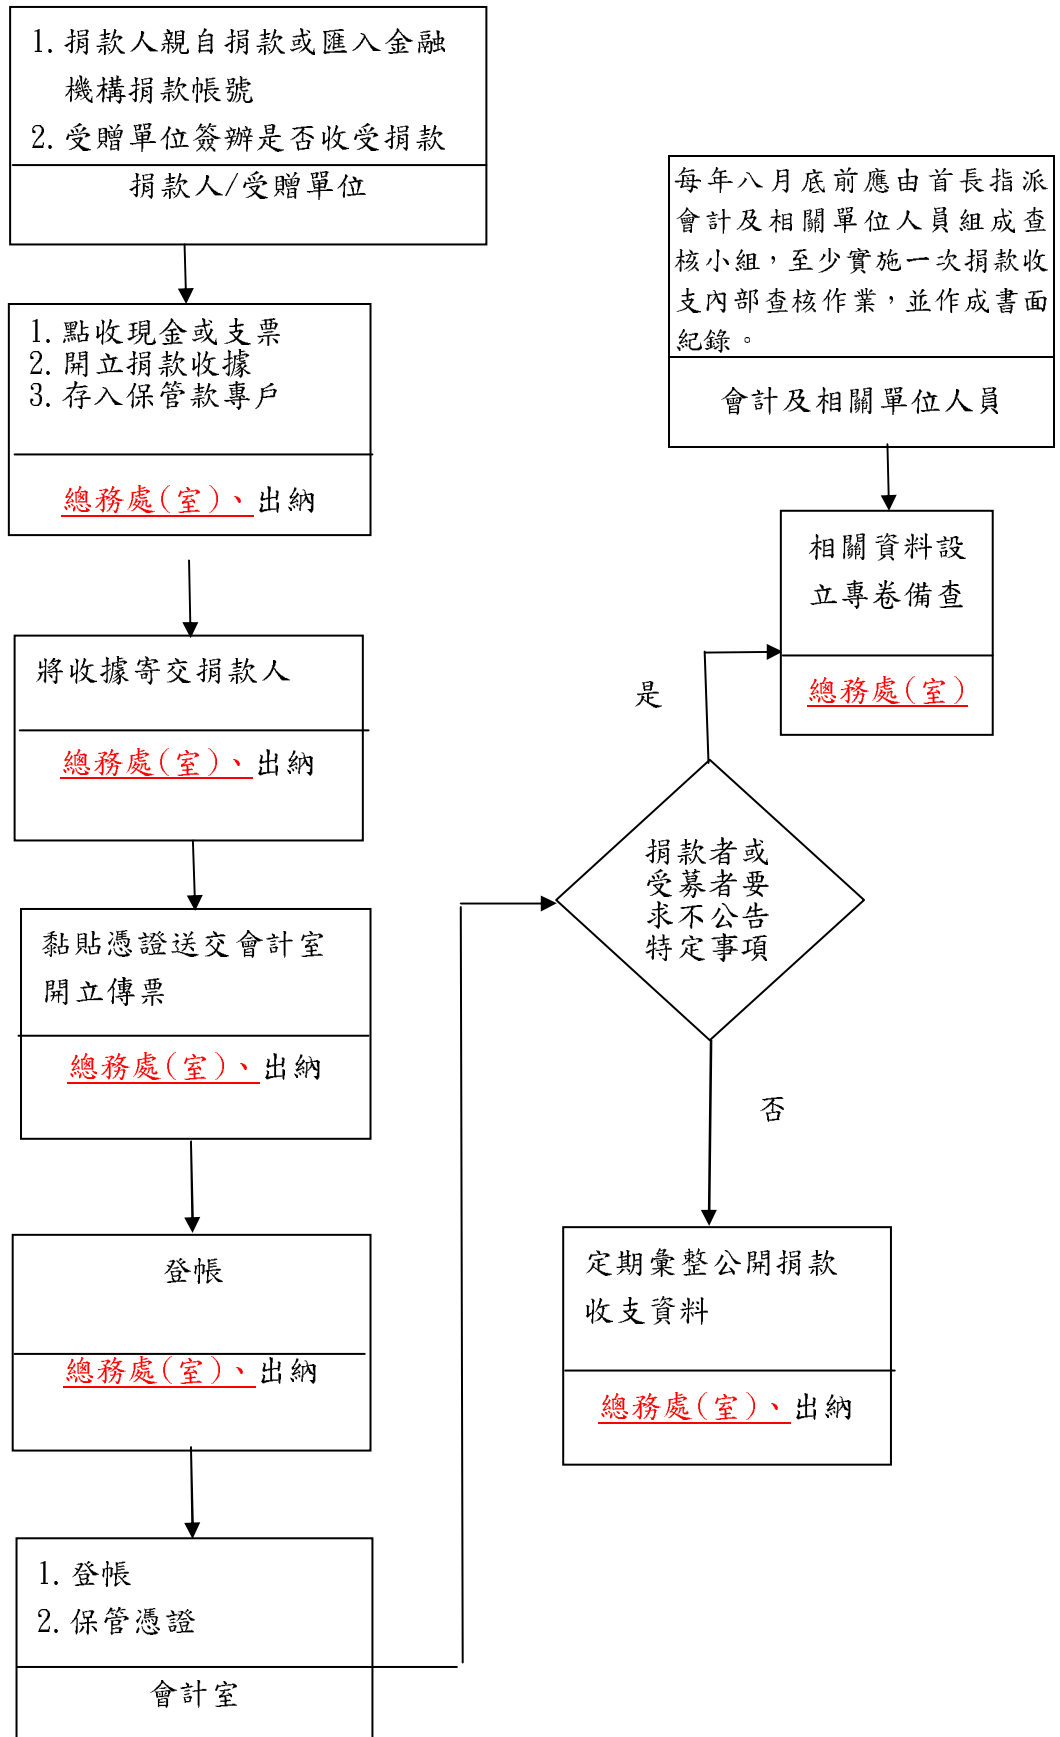 1. 捐款人親自捐款或匯入金融
機構捐款帳號
2. 受贈單位簽辦是否收受捐款
捐款人/受贈單位
1. 點收現金或支票
2. 開立捐款收據
3. 存入保管款專戶
總務處(室)、出納
將收據寄交捐款人
總務處(室)、出納
黏貼憑證送交會計室
開立傳票
總務處(室)、出納
登帳
總務處(室)、出納
1. 登帳
2. 保管憑證
會計室
每年八月底前應由首長指派
會計及相關單位人員組成查
核小組，至少實施一次捐款收
支內部查核作業，並作成書面
紀錄。
會計及相關單位人員
相關資料設
立專卷備查
總務處(室)
是
捐款者或
受募者要
求不公告
特定事項
否
定期彙整公開捐款
收支資料
總務處(室)、出納